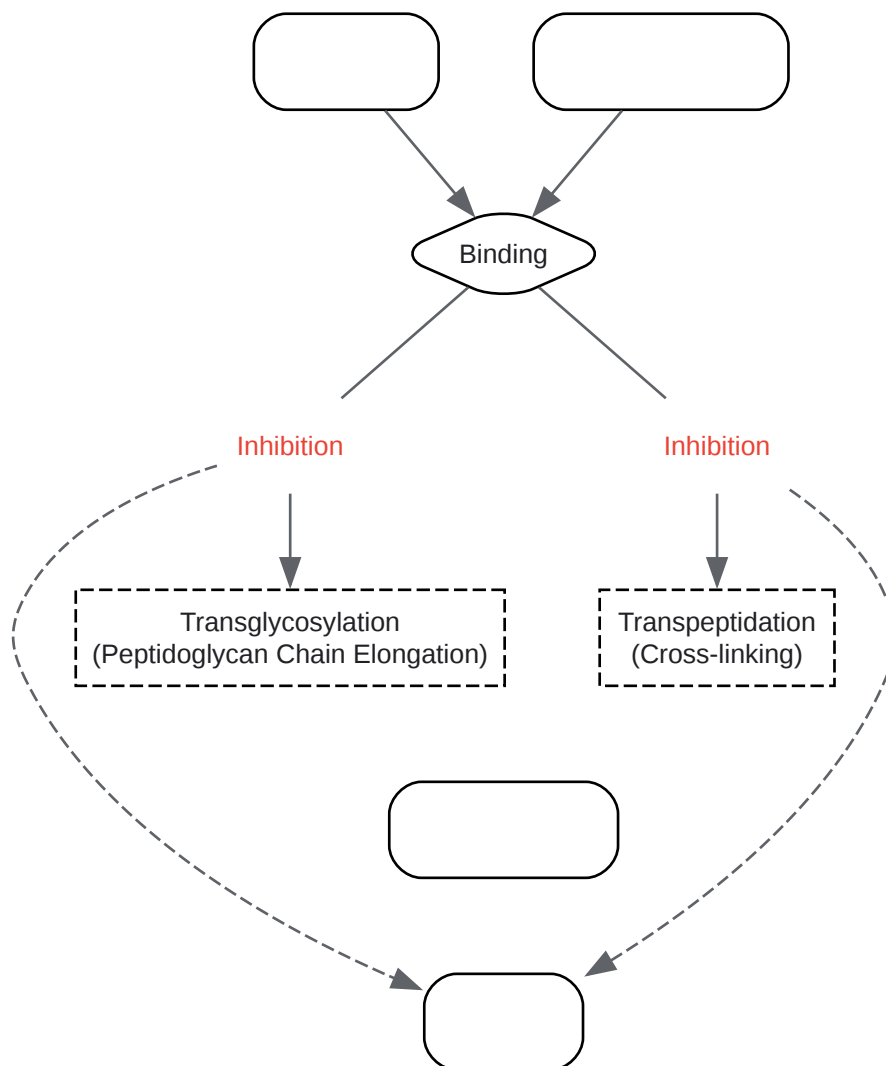 Binding
Inhibition
Inhibition
Transglycosylation
(Peptidoglycan Chain Elongation)
Transpeptidation
(Cross-linking)